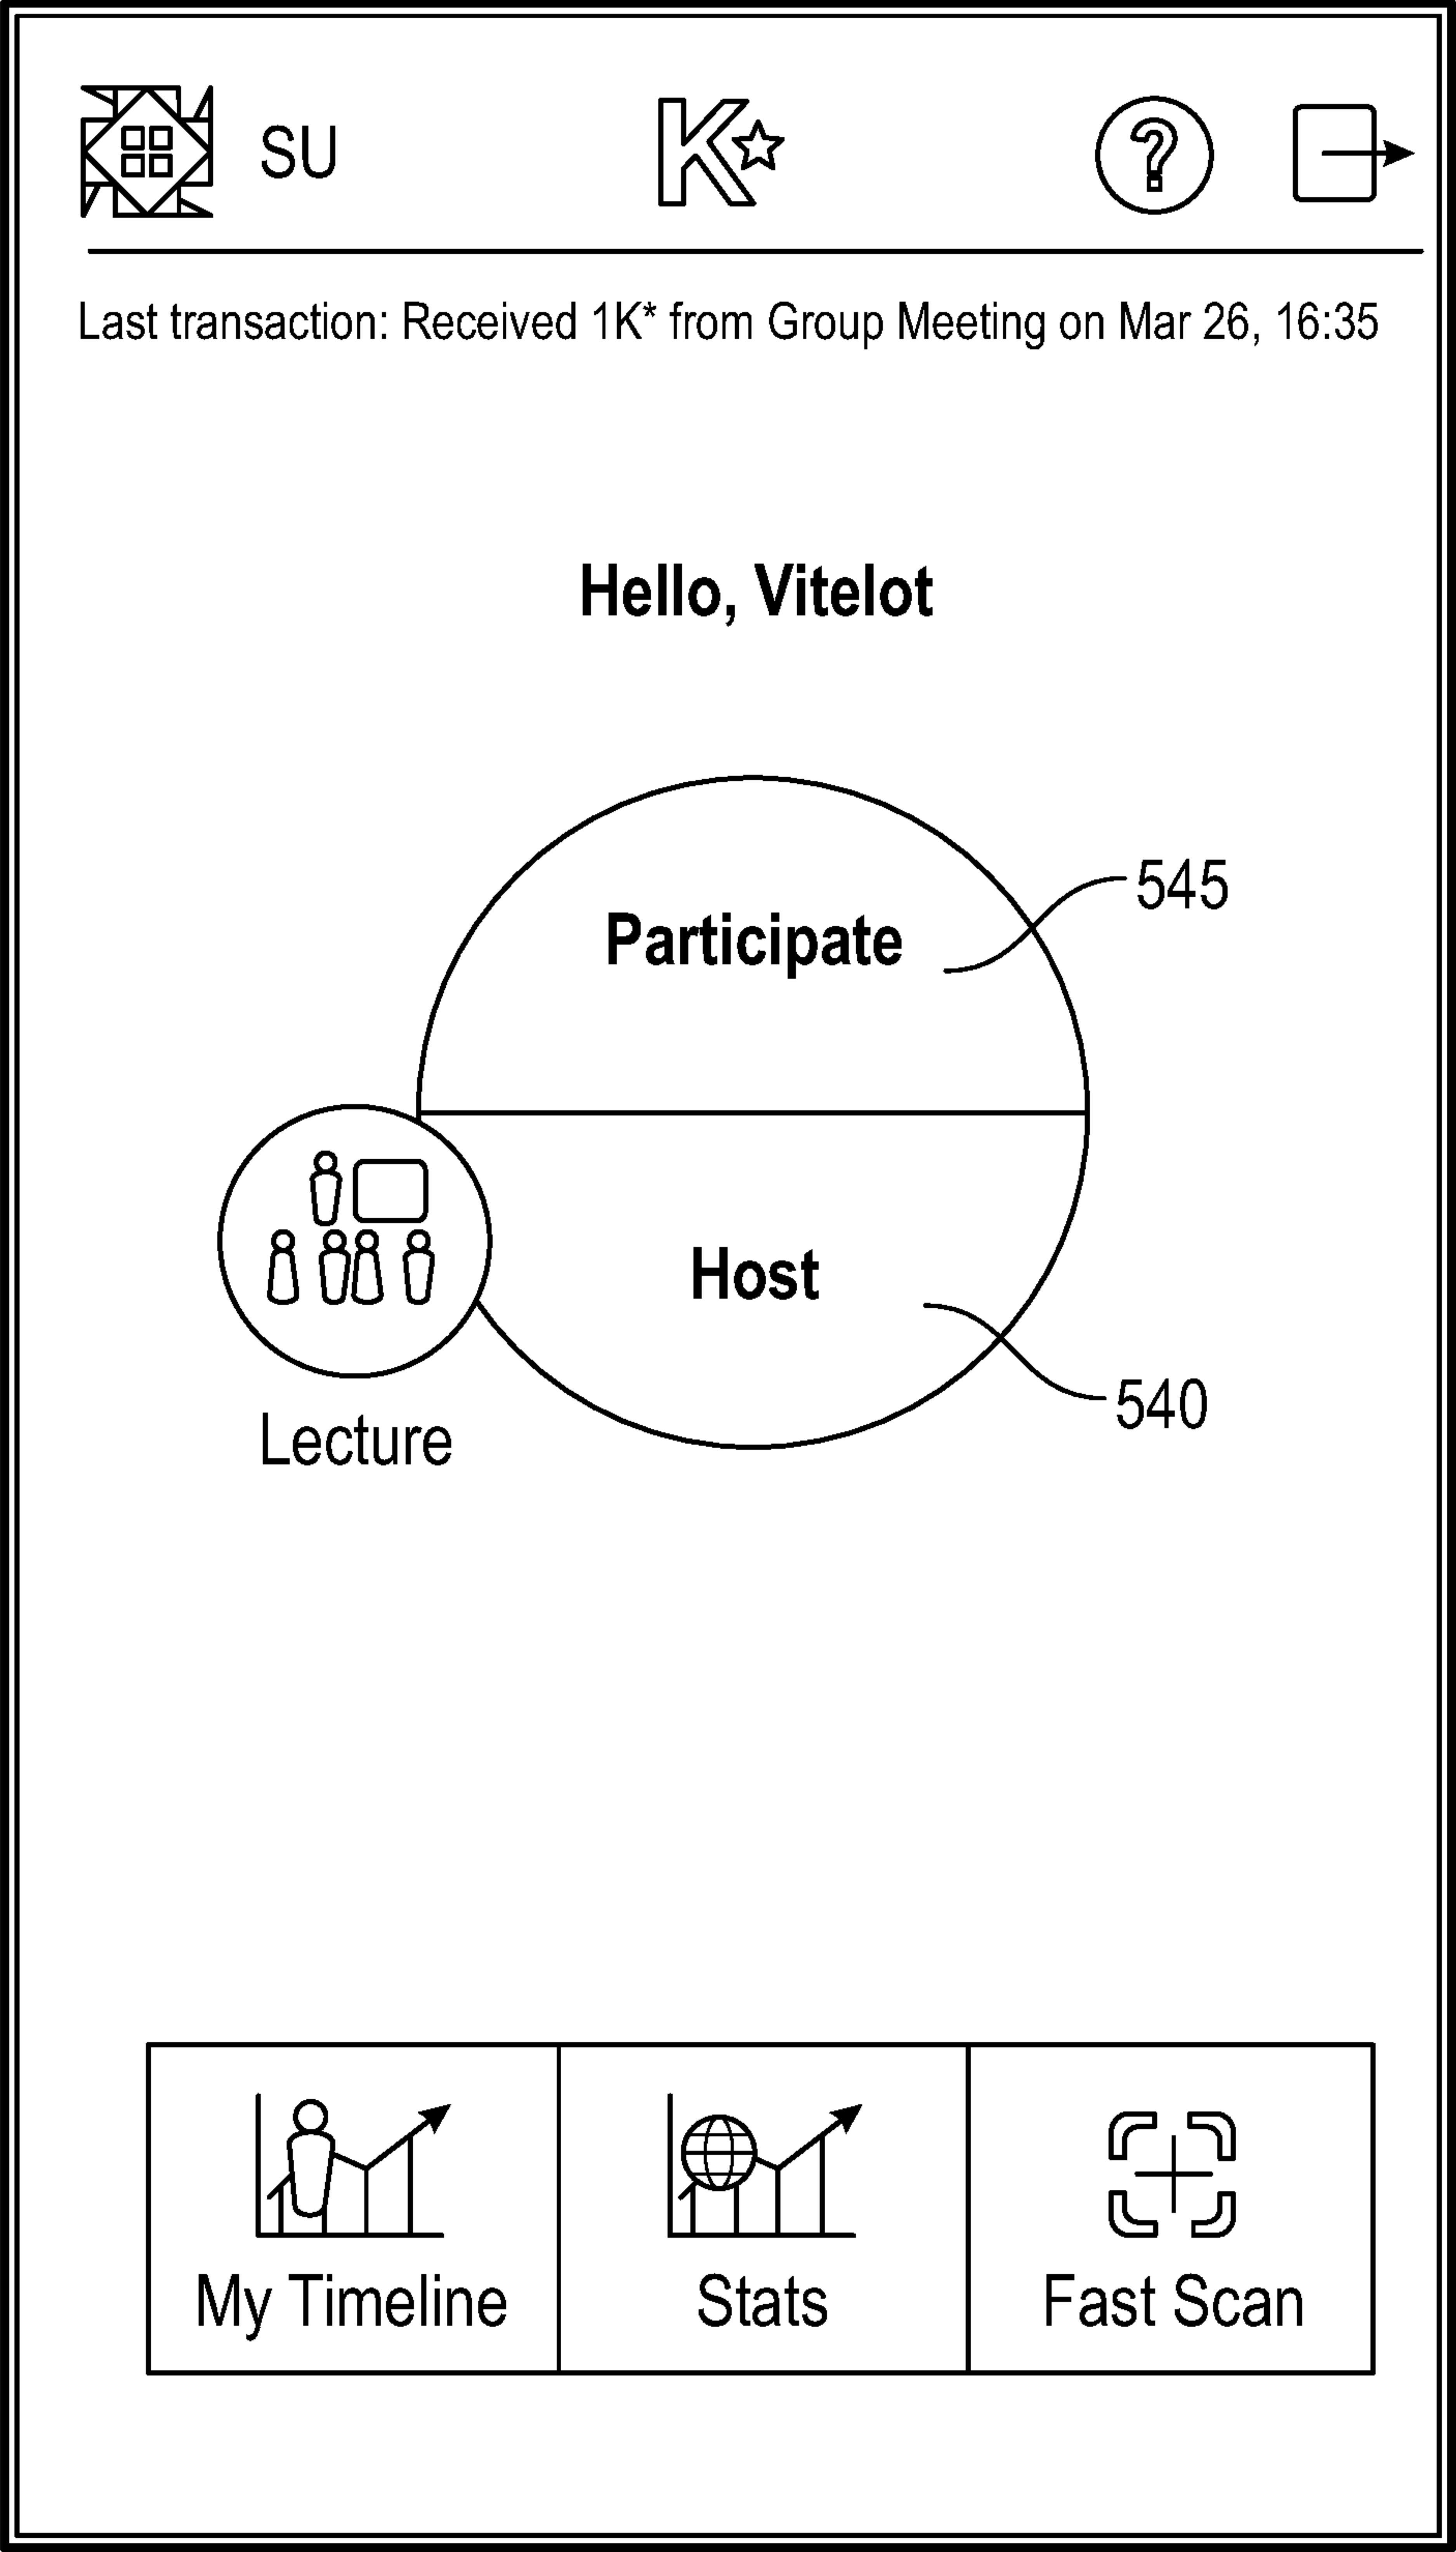 SU
K
?
Last transaction: Received 1K* from Group Meeting on Mar 26, 16:35
Hello, Vitelot
545
Participate
Host
540
Lecture
My Timeline
Stats
Fast Scan